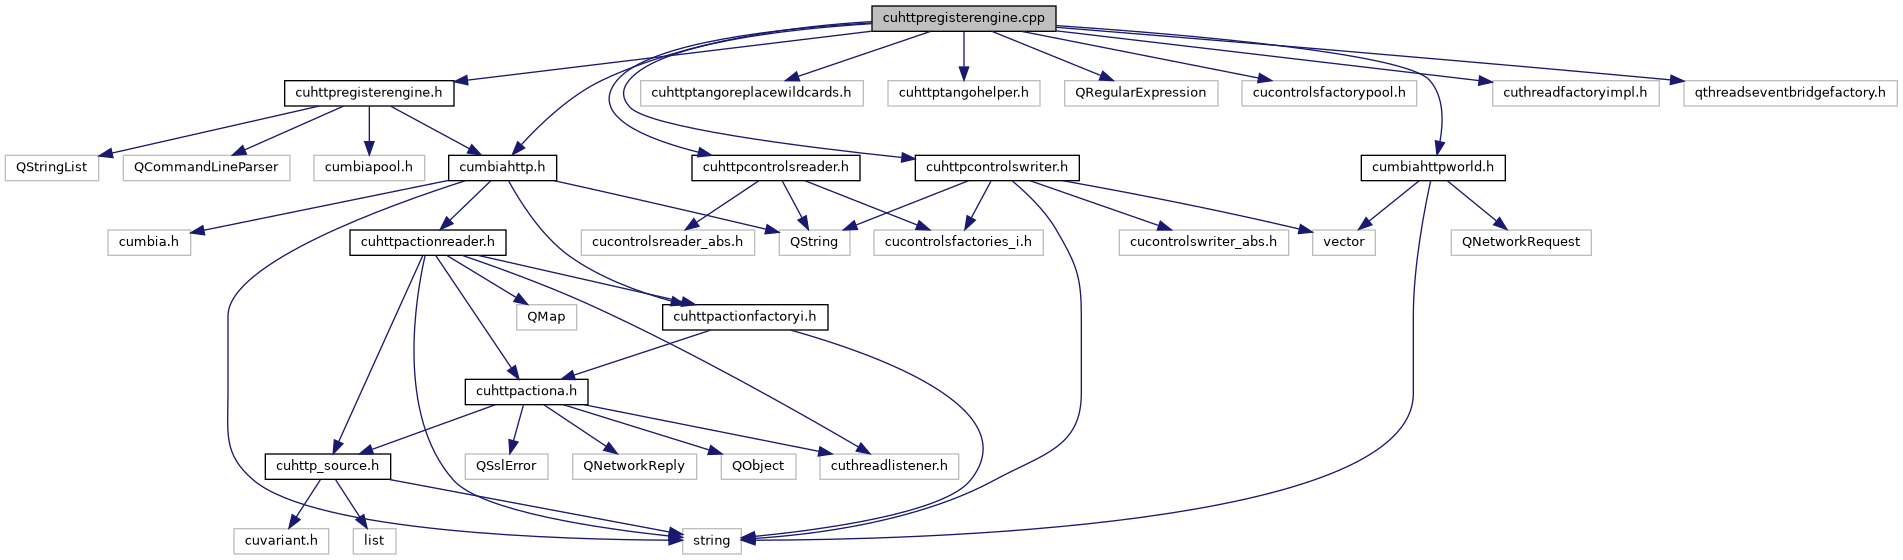 cuhttpregisterengine.cpp
cuhttpregisterengine.h
cuhttptangoreplacewildcards.h
cuhttptangohelper.h
QRegularExpression
cucontrolsfactorypool.h
cuthreadfactoryimpl.h
qthreadseventbridgefactory.h
QStringList
QCommandLineParser
cumbiapool.h
cumbiahttp.h
cuhttpcontrolsreader.h
cuhttpcontrolswriter.h
cumbiahttpworld.h
cumbia.h
cuhttpactionreader.h
cucontrolsreader_abs.h
QString
cucontrolsfactories_i.h
cucontrolswriter_abs.h
vector
QNetworkRequest
QMap
cuhttpactionfactoryi.h
cuhttpactiona.h
cuhttp_source.h
QSslError
QNetworkReply
QObject
cuthreadlistener.h
cuvariant.h
list
string